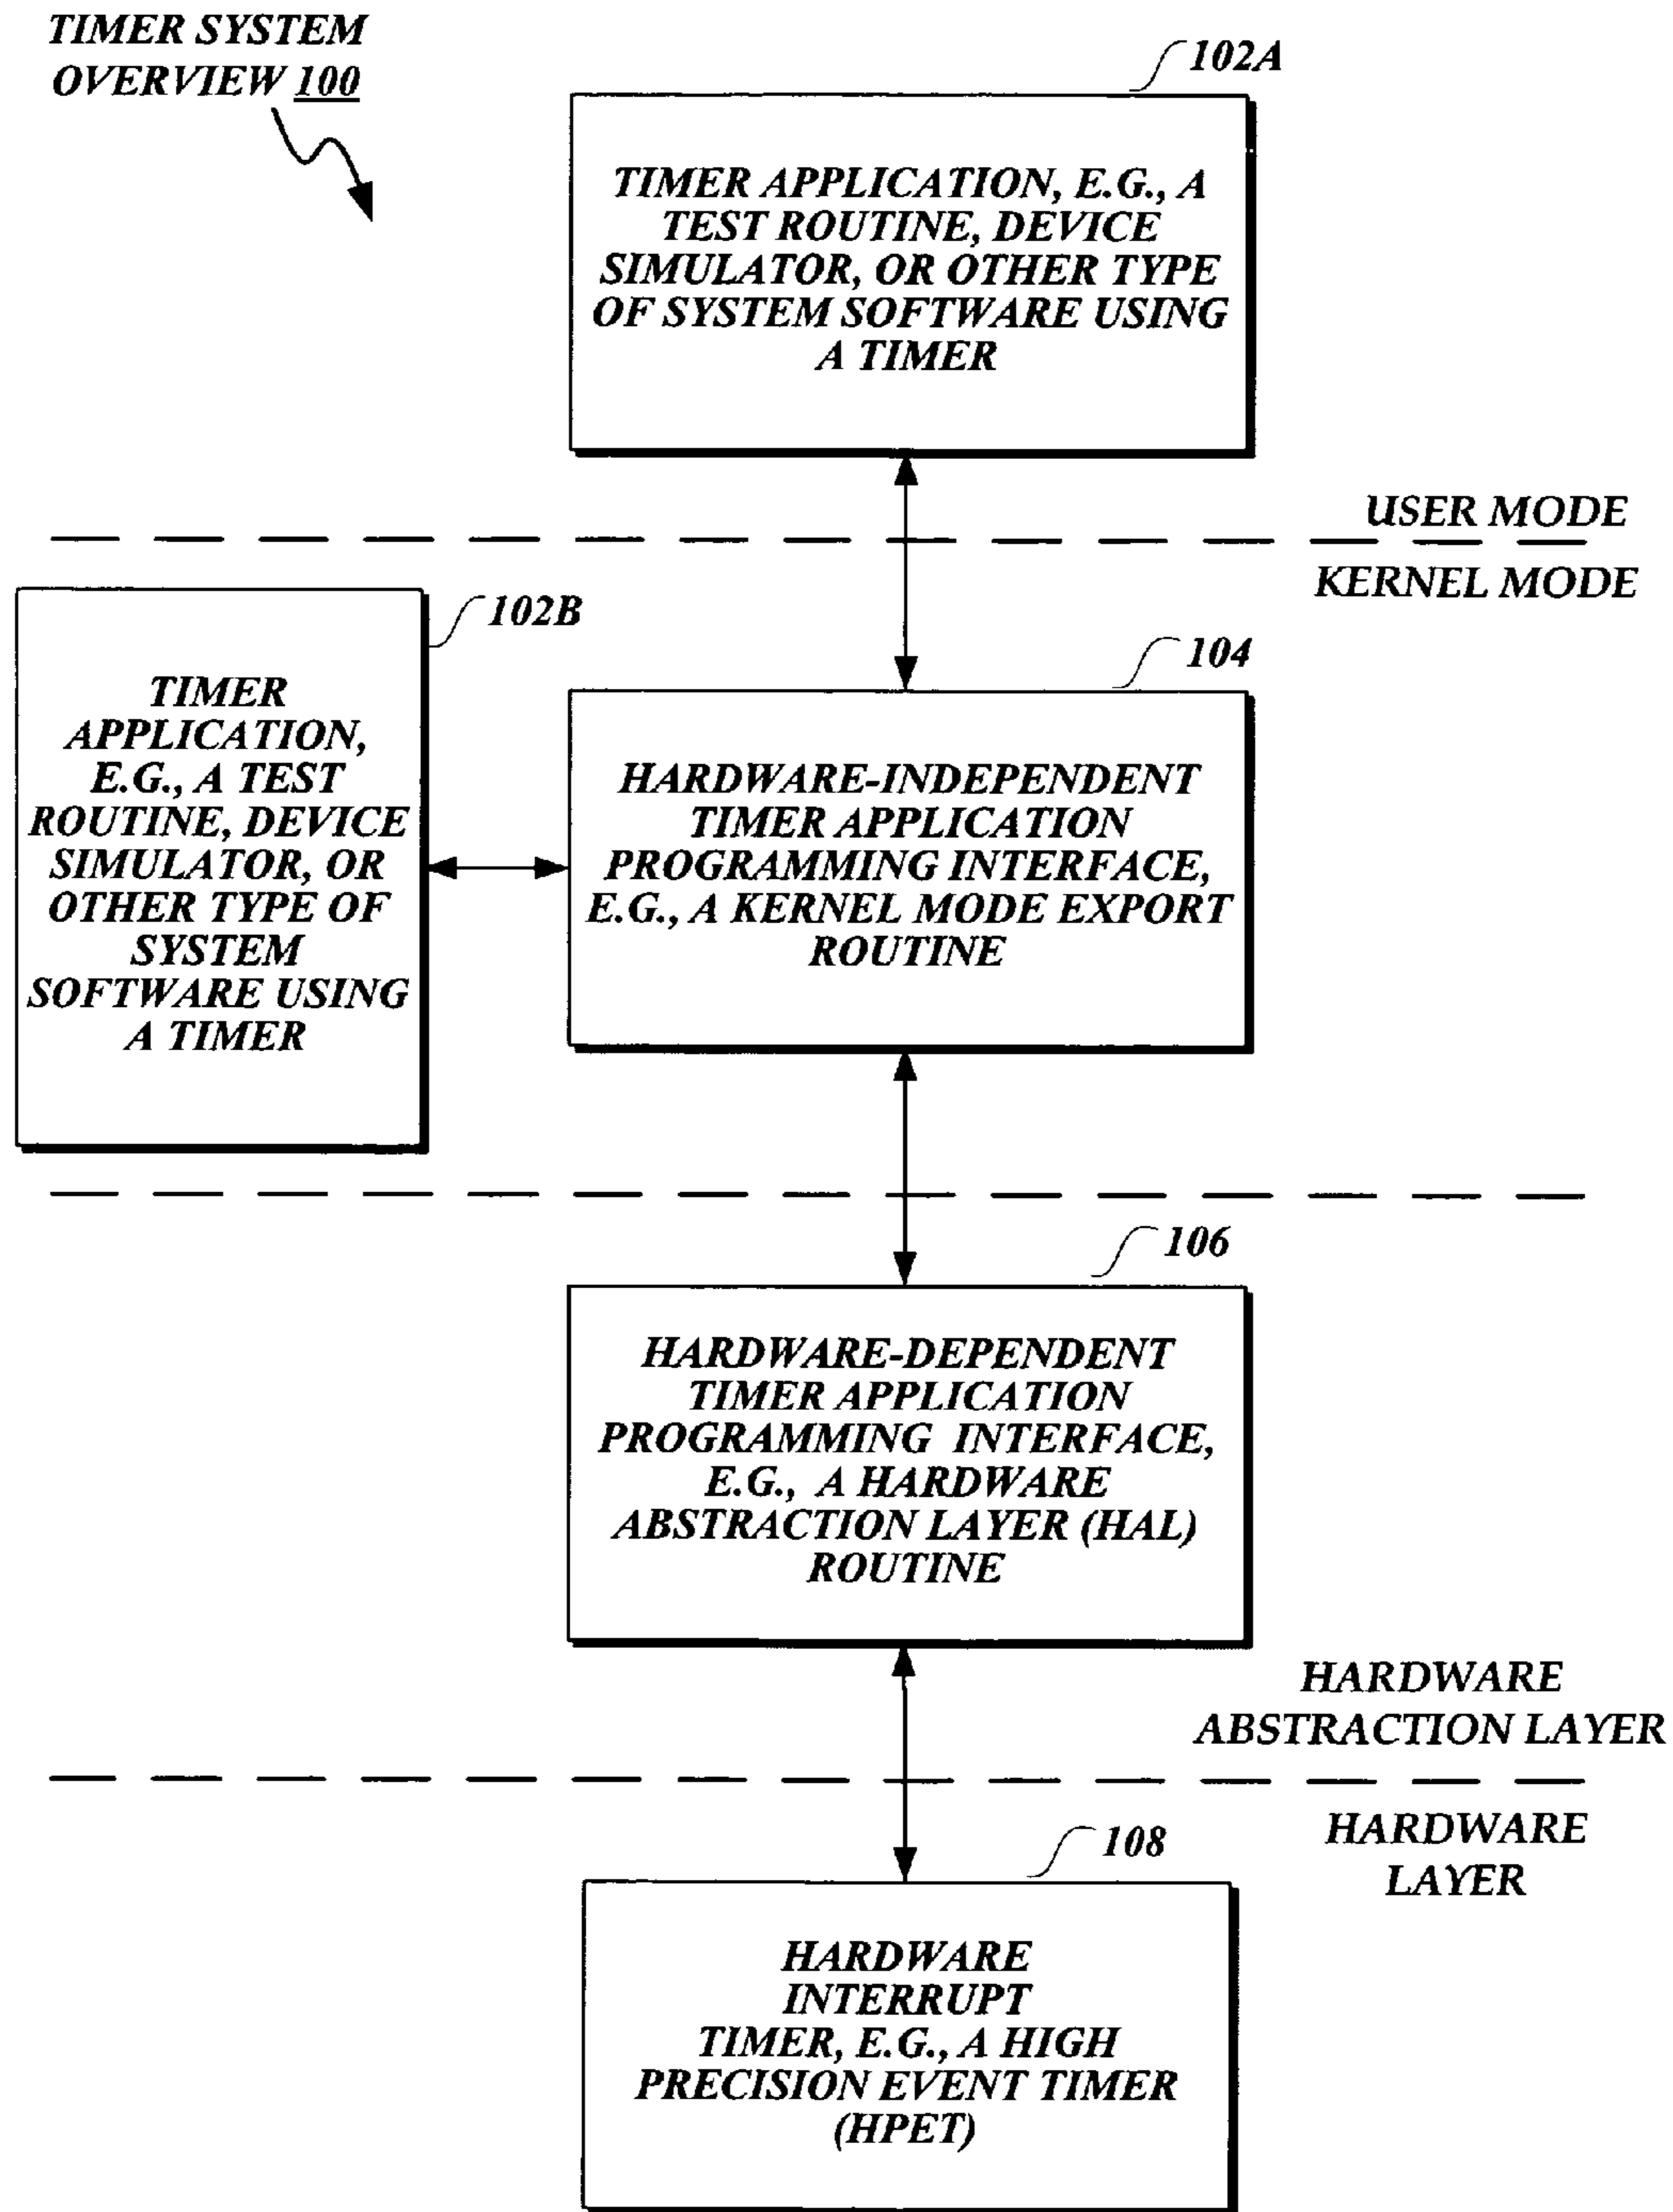 TIMER SYSTEM
OVERVIEW 100
102A
TIMER APPLICATION, E.G., A
TEST ROUTINE, DEVICE
SIMULATOR, OR OTHER TYPE
OF SYSTEM SOFTWARE USING
A TIMER
USER MODE
KERNEL MODE
102B
TIMER
APPLICATION,
E.G., A TEST
ROUTINE, DEVICE
SIMULATOR, OR
OTHER TYPE OF
SYSTEM
SOFTWARE USING
A TIMER
104
HARDWARE-INDEPENDENT
TIMER APPLICATION
PROGRAMMING INTERFACE,
E.G., A KERNEL MODE EXPORT
ROUTINE
106
HARDWARE-DEPENDENT
TIMER APPLICATION
PROGRAMMING INTERFACE,
E.G., A HARDWARE
ABSTRACTION LAYER (HAL)
ROUTINE
HARDWARE
ABSTRACTION LAYER
HARDWARE
LAYER
108
HARDWARE
INTERRUPT
TIMER, E.G., A HIGH
PRECISION EVENT TIMER
(HPET)